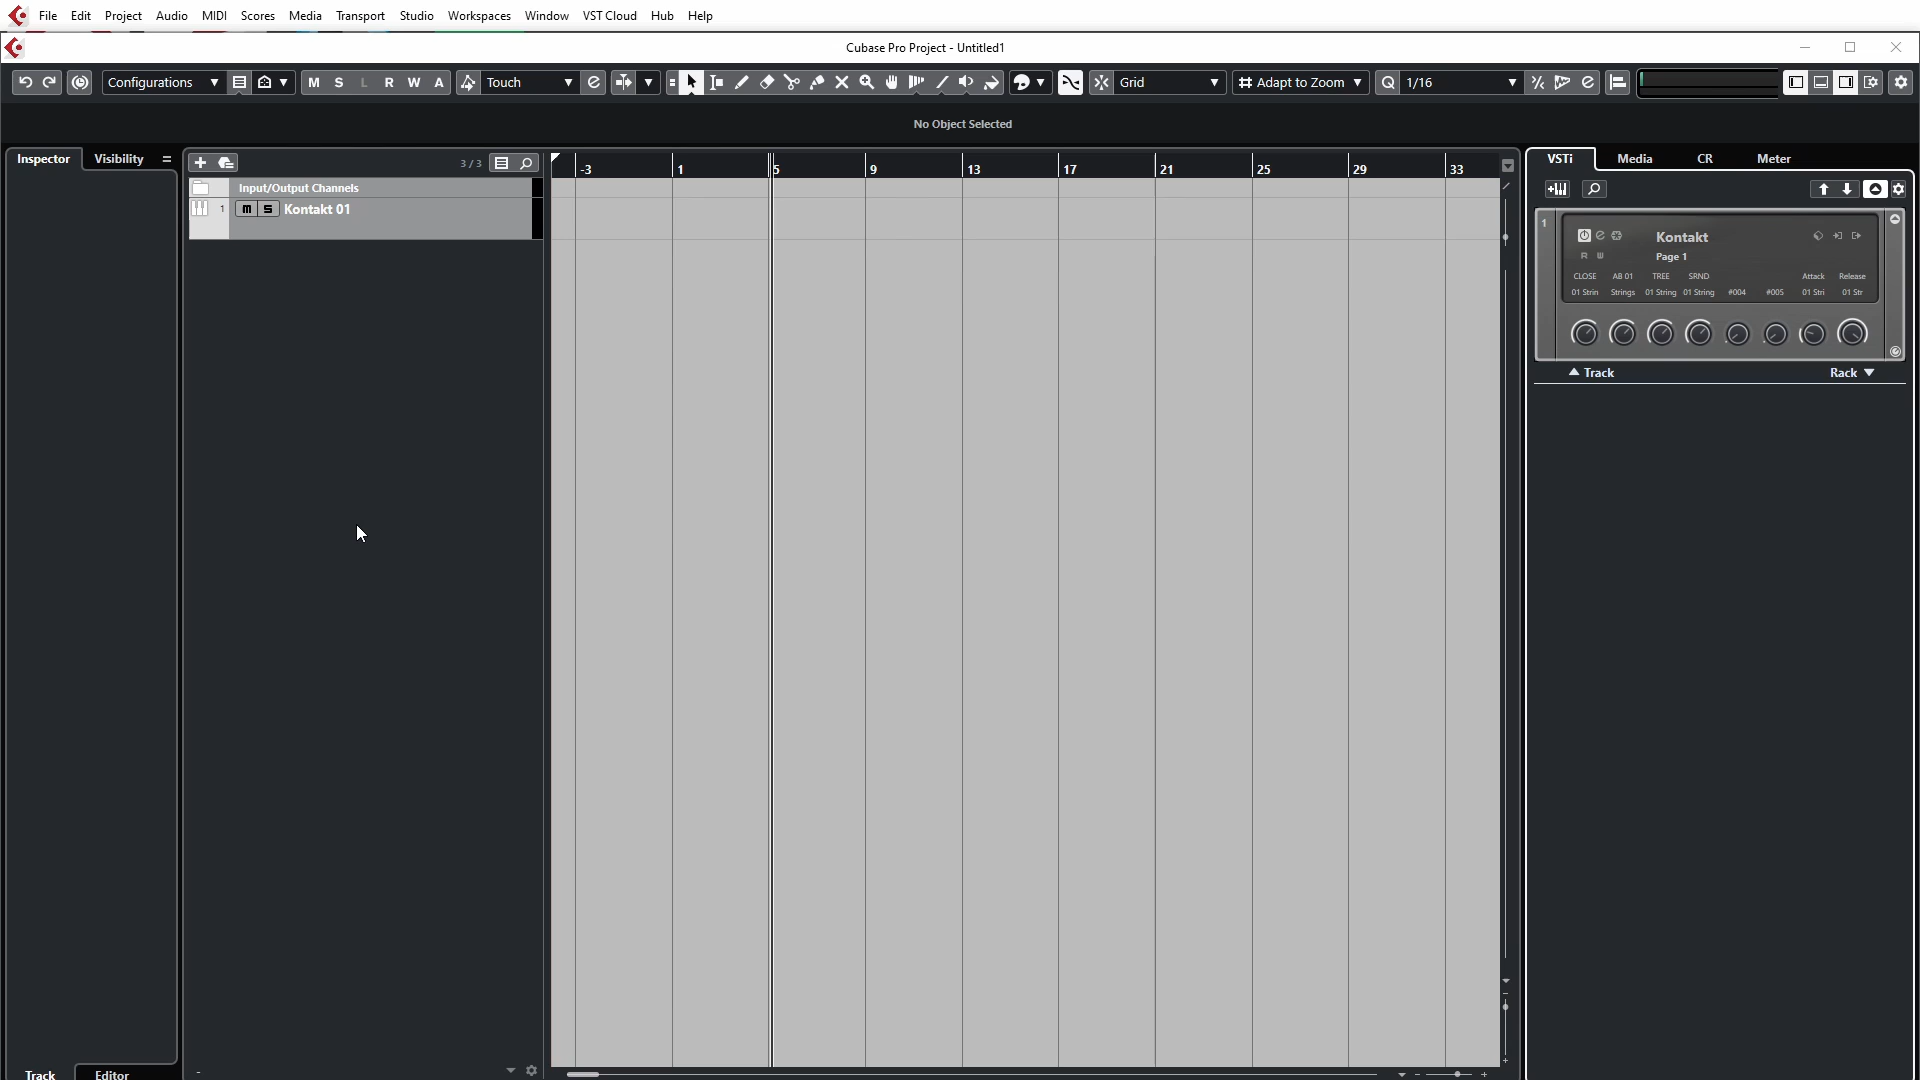 File Edit Project Audio MIDI Scores Media Transport Studio Workspaces Window VST Cloud Hub Help
Cubase Pro Project - Untitled1
Configurations M S L R W A Touch Grid Adapt to Zoom Q 1/16
No Object Selected
Inspector Visibility 3 / 3 -3 1 5 9 13 17 21 25 29 33 VSTi Media CR Meter
Input/Output Channels
1 m S Kontakt 01
1 Kontakt
R W Page 1
CLOSE AB 01 TREE SRND Attack Release
01 Strin Strings 01 String 01 String #004 #005 01 Stri 01 Str
Track Rack
Track Editor